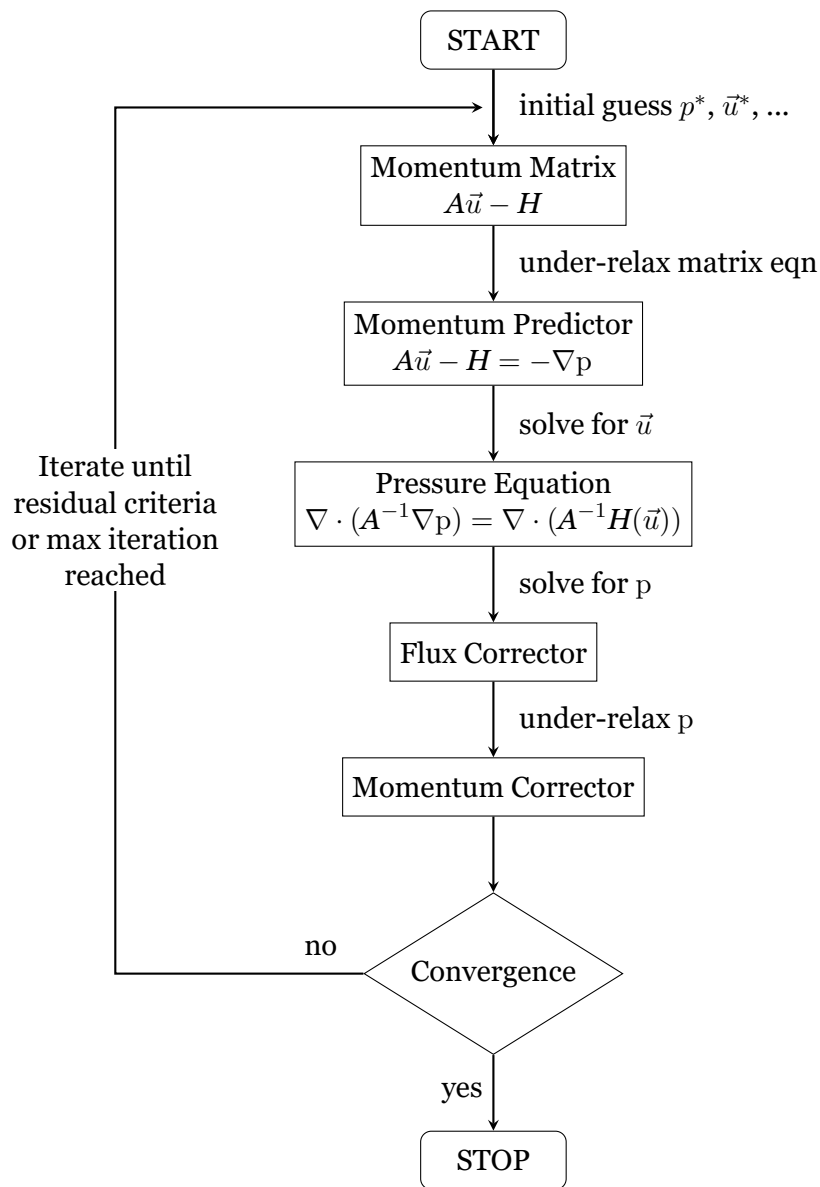 START
initial guess p*, u⃗*, ...
Momentum Matrix
Au⃗ − H
under-relax matrix eqn
Momentum Predictor
Au⃗ − H = −∇p
solve for u⃗
Pressure Equation
∇ · (A⁻¹∇p) = ∇ · (A⁻¹H(u⃗))
solve for p
Flux Corrector
under-relax p
Momentum Corrector
Convergence
no
Iterate until
residual criteria
or max iteration
reached
yes
STOP